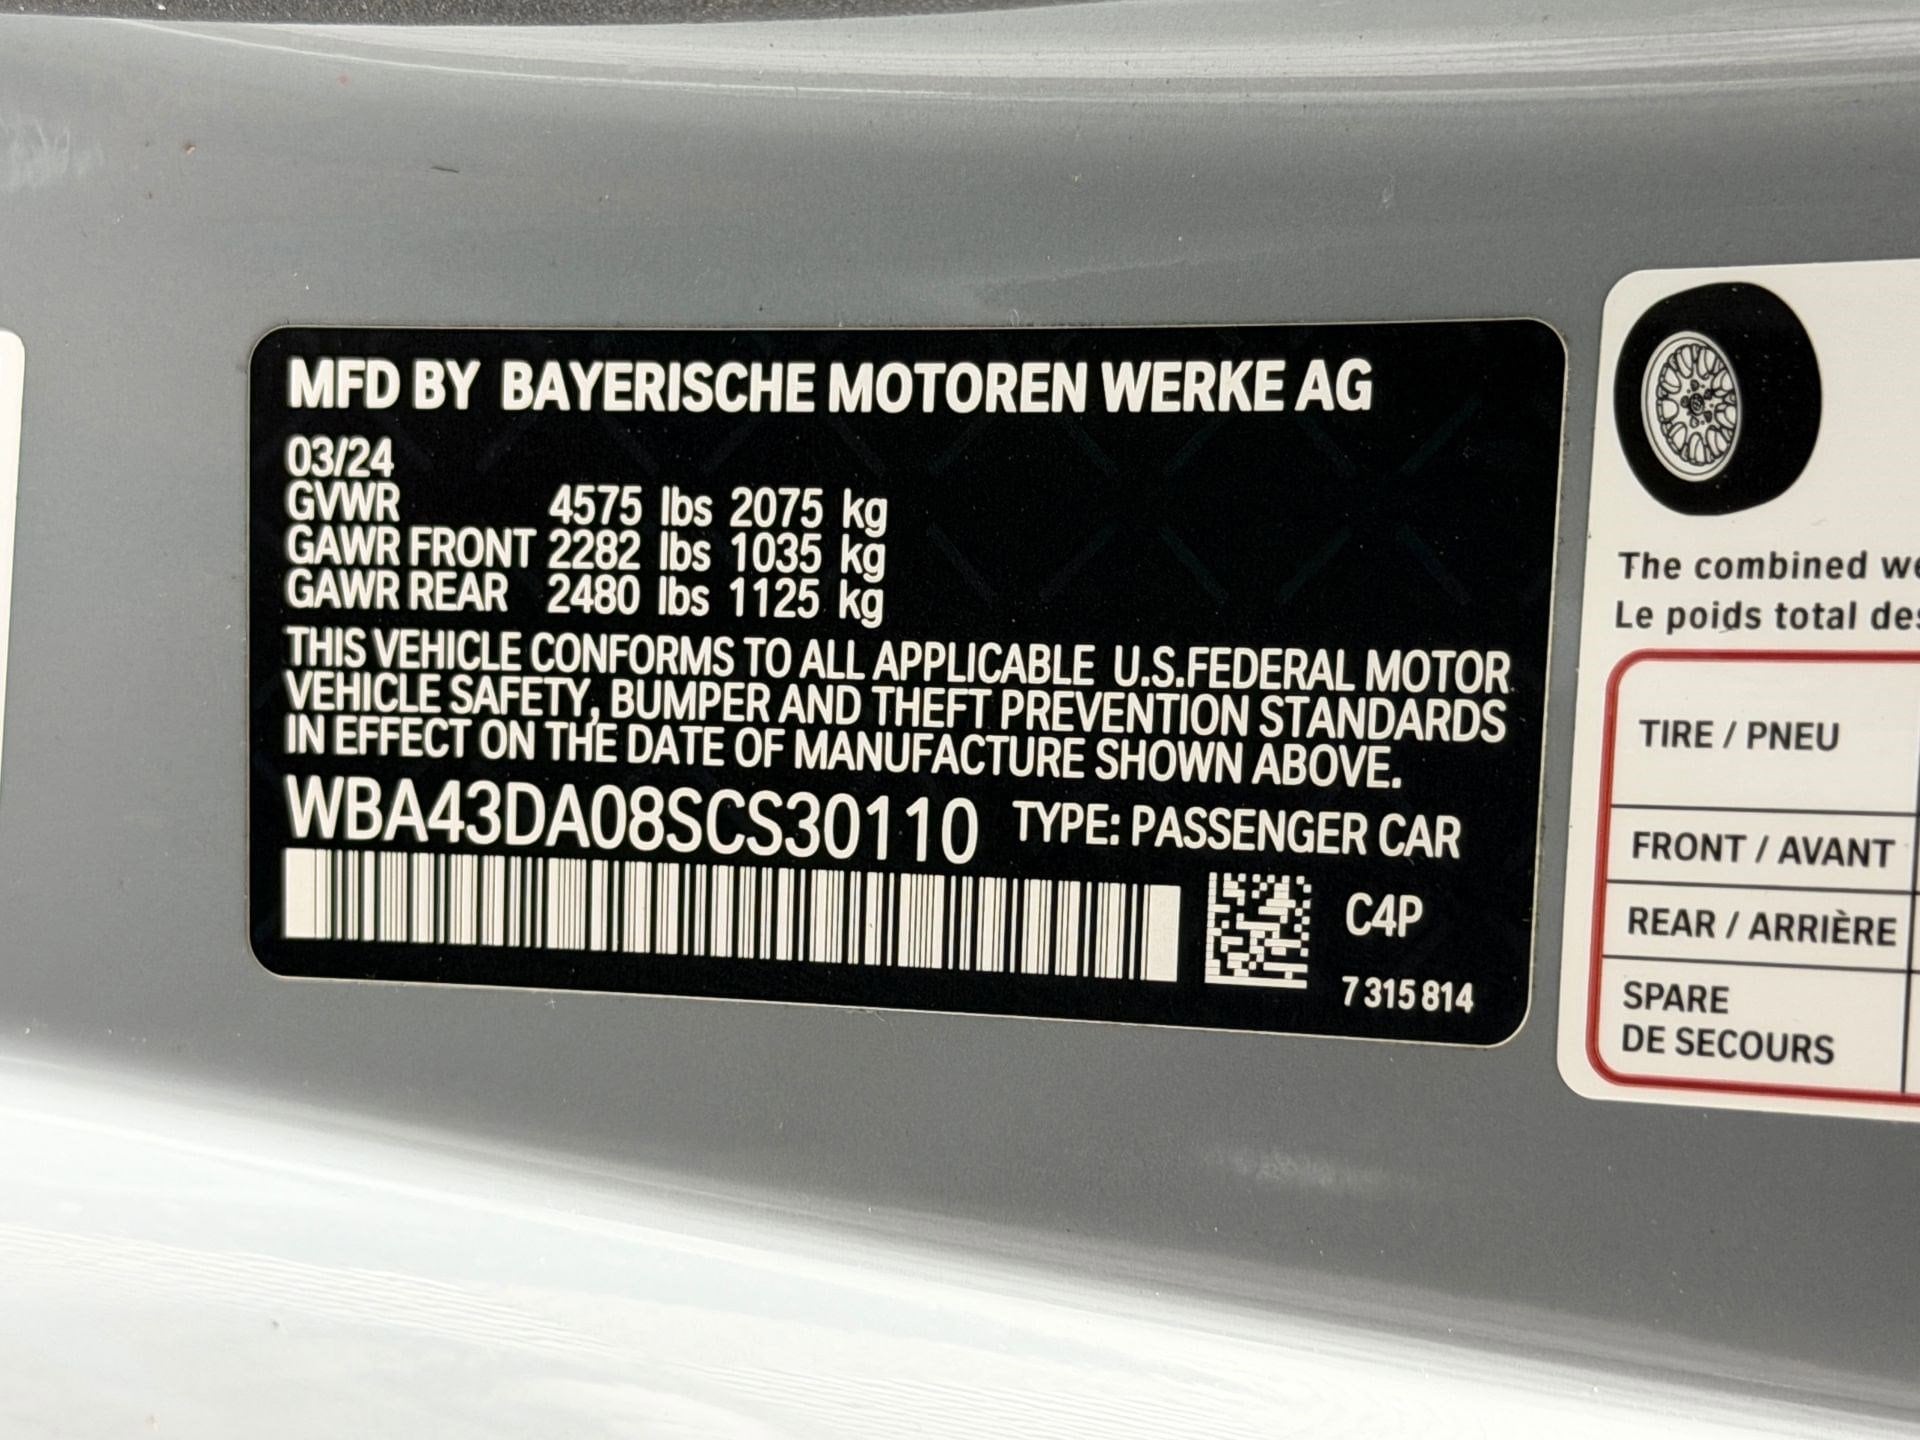 MFD BY BAYERISCHE MOTOREN WERKE AG
03/24
GVWR 4575 lbs 2075 kg
GAWR FRONT 2282 lbs 1035 kg
GAWR REAR 2480 lbs 1125 kg
THIS VEHICLE CONFORMS TO ALL APPLICABLE U.S.FEDERAL MOTOR
VEHICLE SAFETY, BUMPER AND THEFT PREVENTION STANDARDS
IN EFFECT ON THE DATE OF MANUFACTURE SHOWN ABOVE.
WBA43DA08SCS30110 TYPE: PASSENGER CAR
C4P
7 315 814
The combined
Le poids total
TIRE / PNEU
FRONT / AVANT
REAR / ARRIÈRE
SPARE
DE SECOURS